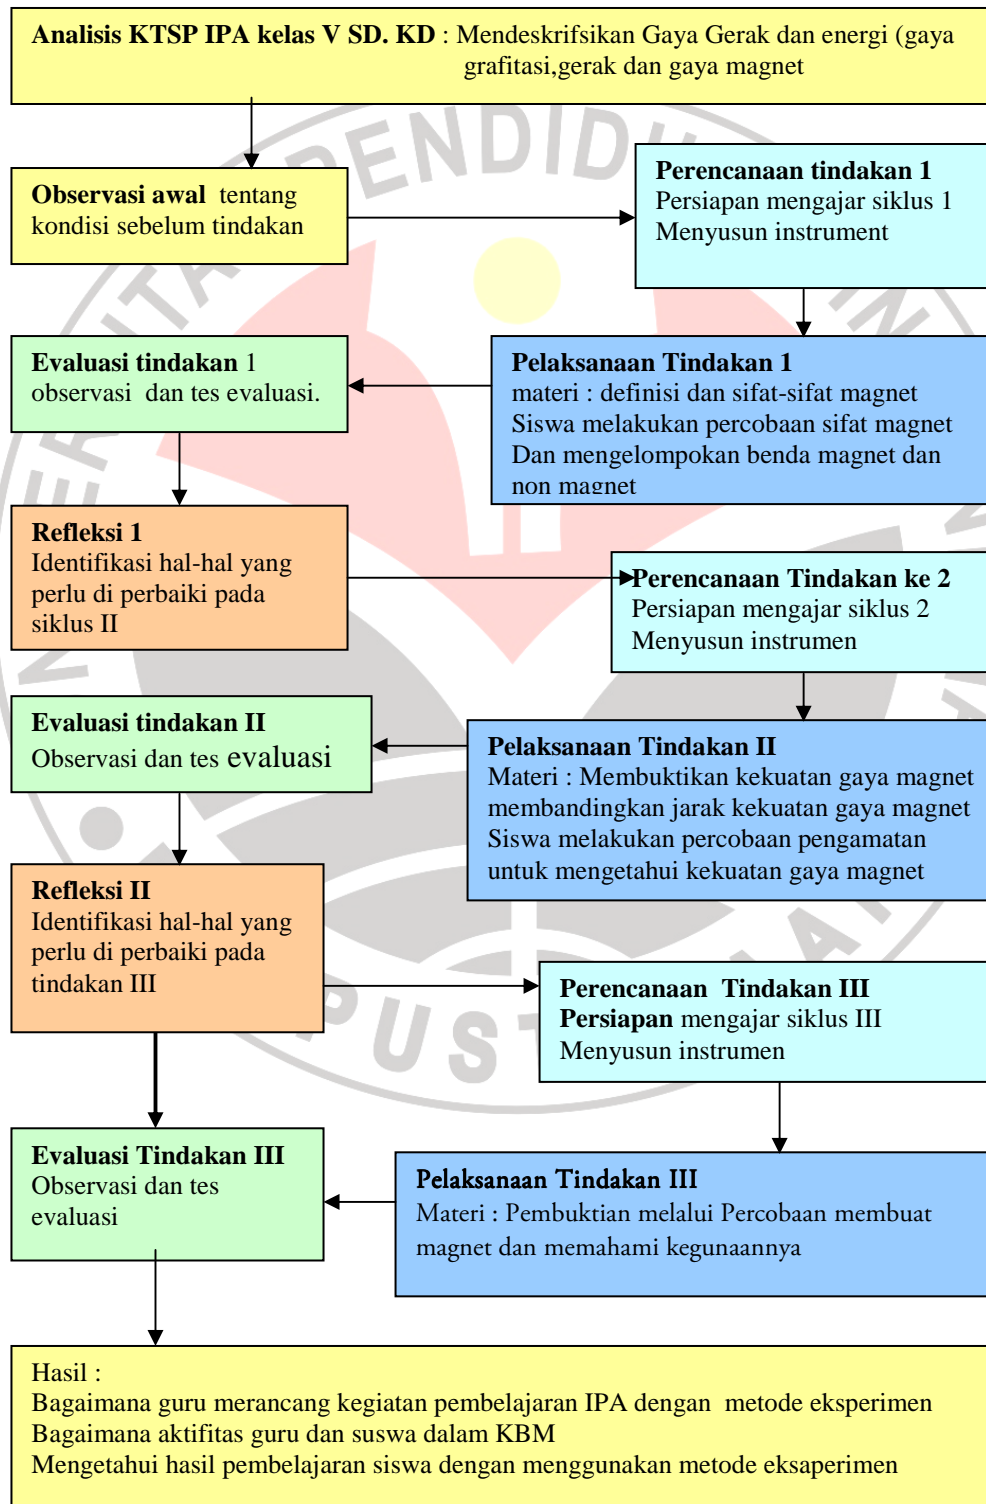 Analisis KTSP IPA kelas V SD. KD : Mendeskrifsikan Gaya Gerak dan energi (gaya
grafitasi,gerak dan gaya magnet
Observasi awal tentang
kondisi sebelum tindakan
Perencanaan tindakan 1
Persiapan mengajar siklus 1
Menyusun instrument
Evaluasi tindakan 1
observasi dan tes evaluasi.
Pelaksanaan Tindakan 1
materi : definisi dan sifat-sifat magnet
Siswa melakukan percobaan sifat magnet
Dan mengelompokan benda magnet dan
non magnet
Refleksi 1
Identifikasi hal-hal yang
perlu di perbaiki pada
siklus II
Perencanaan Tindakan ke 2
Persiapan mengajar siklus 2
Menyusun instrumen
Evaluasi tindakan II
Observasi dan tes evaluasi
Pelaksanaan Tindakan II
Materi : Membuktikan kekuatan gaya magnet
membandingkan jarak kekuatan gaya magnet
Siswa melakukan percobaan pengamatan
untuk mengetahui kekuatan gaya magnet
Refleksi II
Identifikasi hal-hal yang
perlu di perbaiki pada
tindakan III
Perencanaan Tindakan III
Persiapan mengajar siklus III
Menyusun instrumen
Evaluasi Tindakan III
Observasi dan tes
evaluasi
Pelaksanaan Tindakan III
Materi : Pembuktian melalui Percobaan membuat
magnet dan memahami kegunaannya
Hasil :
Bagaimana guru merancang kegiatan pembelajaran IPA dengan metode eksperimen
Bagaimana aktifitas guru dan suswa dalam KBM
Mengetahui hasil pembelajaran siswa dengan menggunakan metode eksaperimen